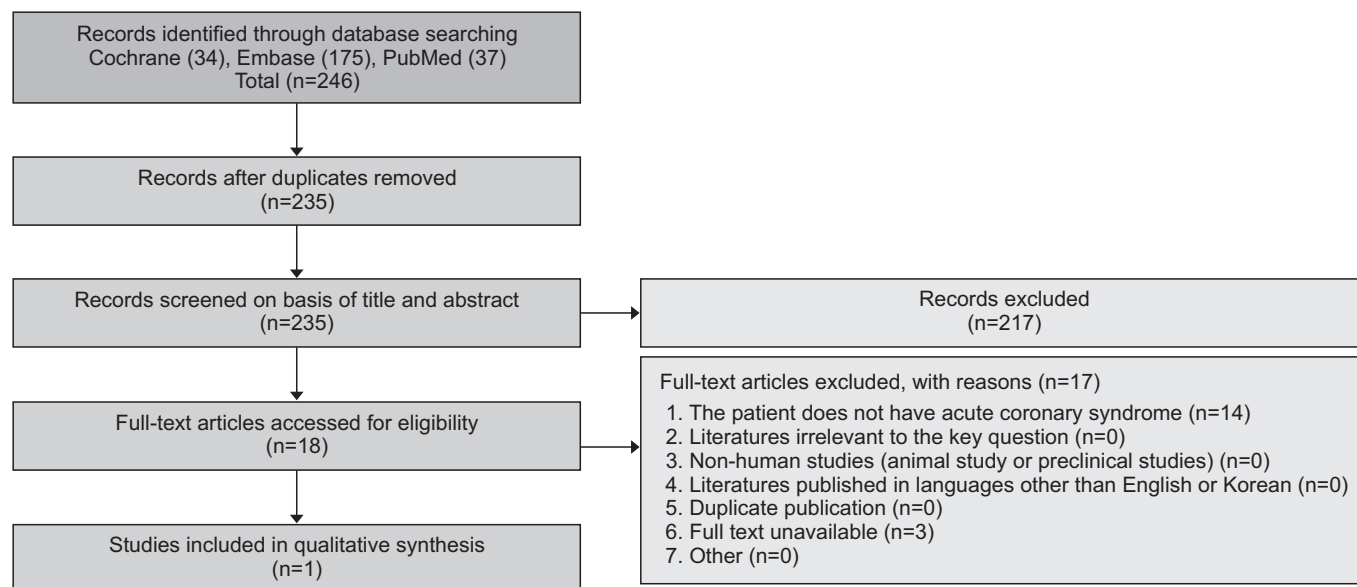 Records identified through database searching
Cochrane (34), Embase (175), PubMed (37)
Total (n=246)
Records after duplicates removed
(n=235)
Records screened on basis of title and abstract
(n=235)
Records excluded
(n=217)
Full-text articles accessed for eligibility
(n=18)
Full-text articles excluded, with reasons (n=17)
1. The patient does not have acute coronary syndrome (n=14)
2. Literatures irrelevant to the key question (n=0)
3. Non-human studies (animal study or preclinical studies) (n=0)
4. Literatures published in languages other than English or Korean (n=0)
5. Duplicate publication (n=0)
6. Full text unavailable (n=3)
7. Other (n=0)
Studies included in qualitative synthesis
(n=1)